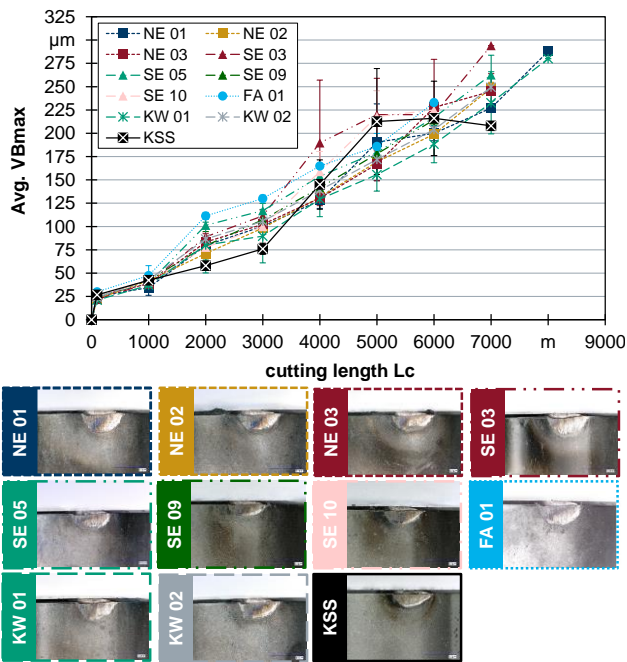 300
µm
250
225
200
175
150
125
100
75
50
25
0
Avg. VBmax
NE 01
NE 02
NE 03
SE 03
SE 05
SE 09
SE 10
FA 01
KW 01
KW 02
KSS
0 1000 2000 3000 4000 5000 6000 7000 m 9000
cutting length Lc
NE 01
NE 02
NE 03
SE 03
SE 05
SE 09
SE 10
FA 01
KW 01
KW 02
KSS